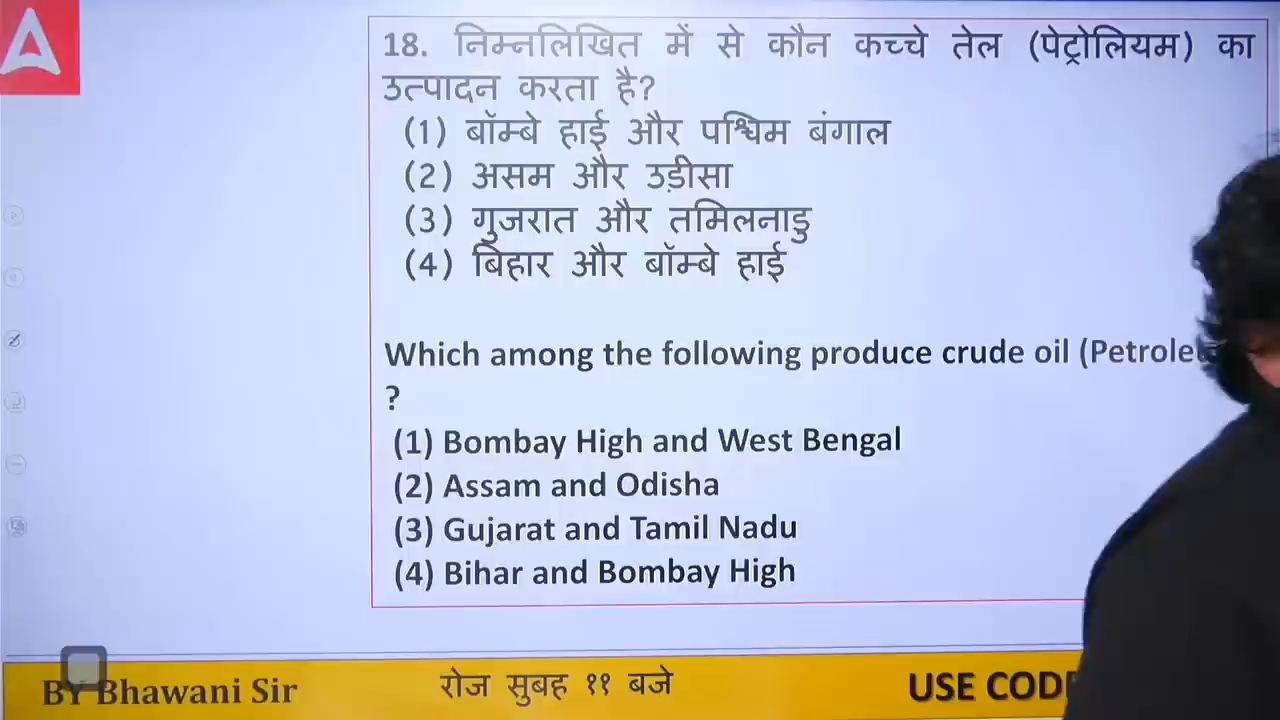 18. निम्नलिखित में से कौन कच्चे तेल (पेट्रोलियम) का
उत्पादन करता है?
(1) बॉम्बे हाई और पश्चिम बंगाल
(2) असम और उड़ीसा
(3) गुजरात और तमिलनाडु
(4) बिहार और बॉम्बे हाई
Which among the following produce crude oil
?
(1) Bombay High and West Bengal
(2) Assam and Odisha
(3) Gujarat and Tamil Nadu
(4) Bihar and Bombay High
BY Bhawani Sir
रोज सुबह ११ बजे
USE